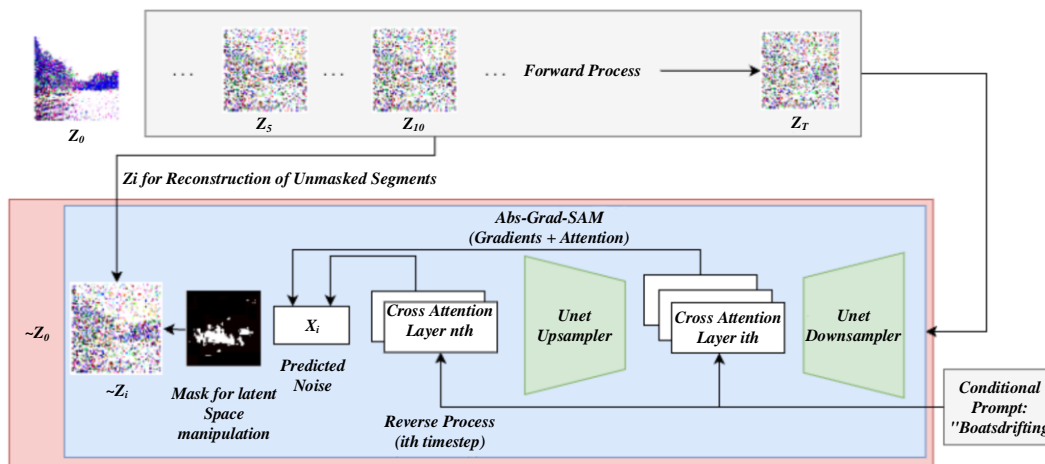 ... ... ... Forward Process
Z0 Z5 Z10 ZT
Zi for Reconstruction of Unmasked Segments
Abs-Grad-SAM
(Gradients + Attention)
~Z0
~Zi
Mask for latent
Space
manipulation
Xi
Predicted
Noise
Cross Attention
Layer nth
Unet
Upsampler
Cross Attention
Layer ith
Unet
Downsampler
Reverse Process
(ith timestep)
Conditional
Prompt:
"Boatsdrifting